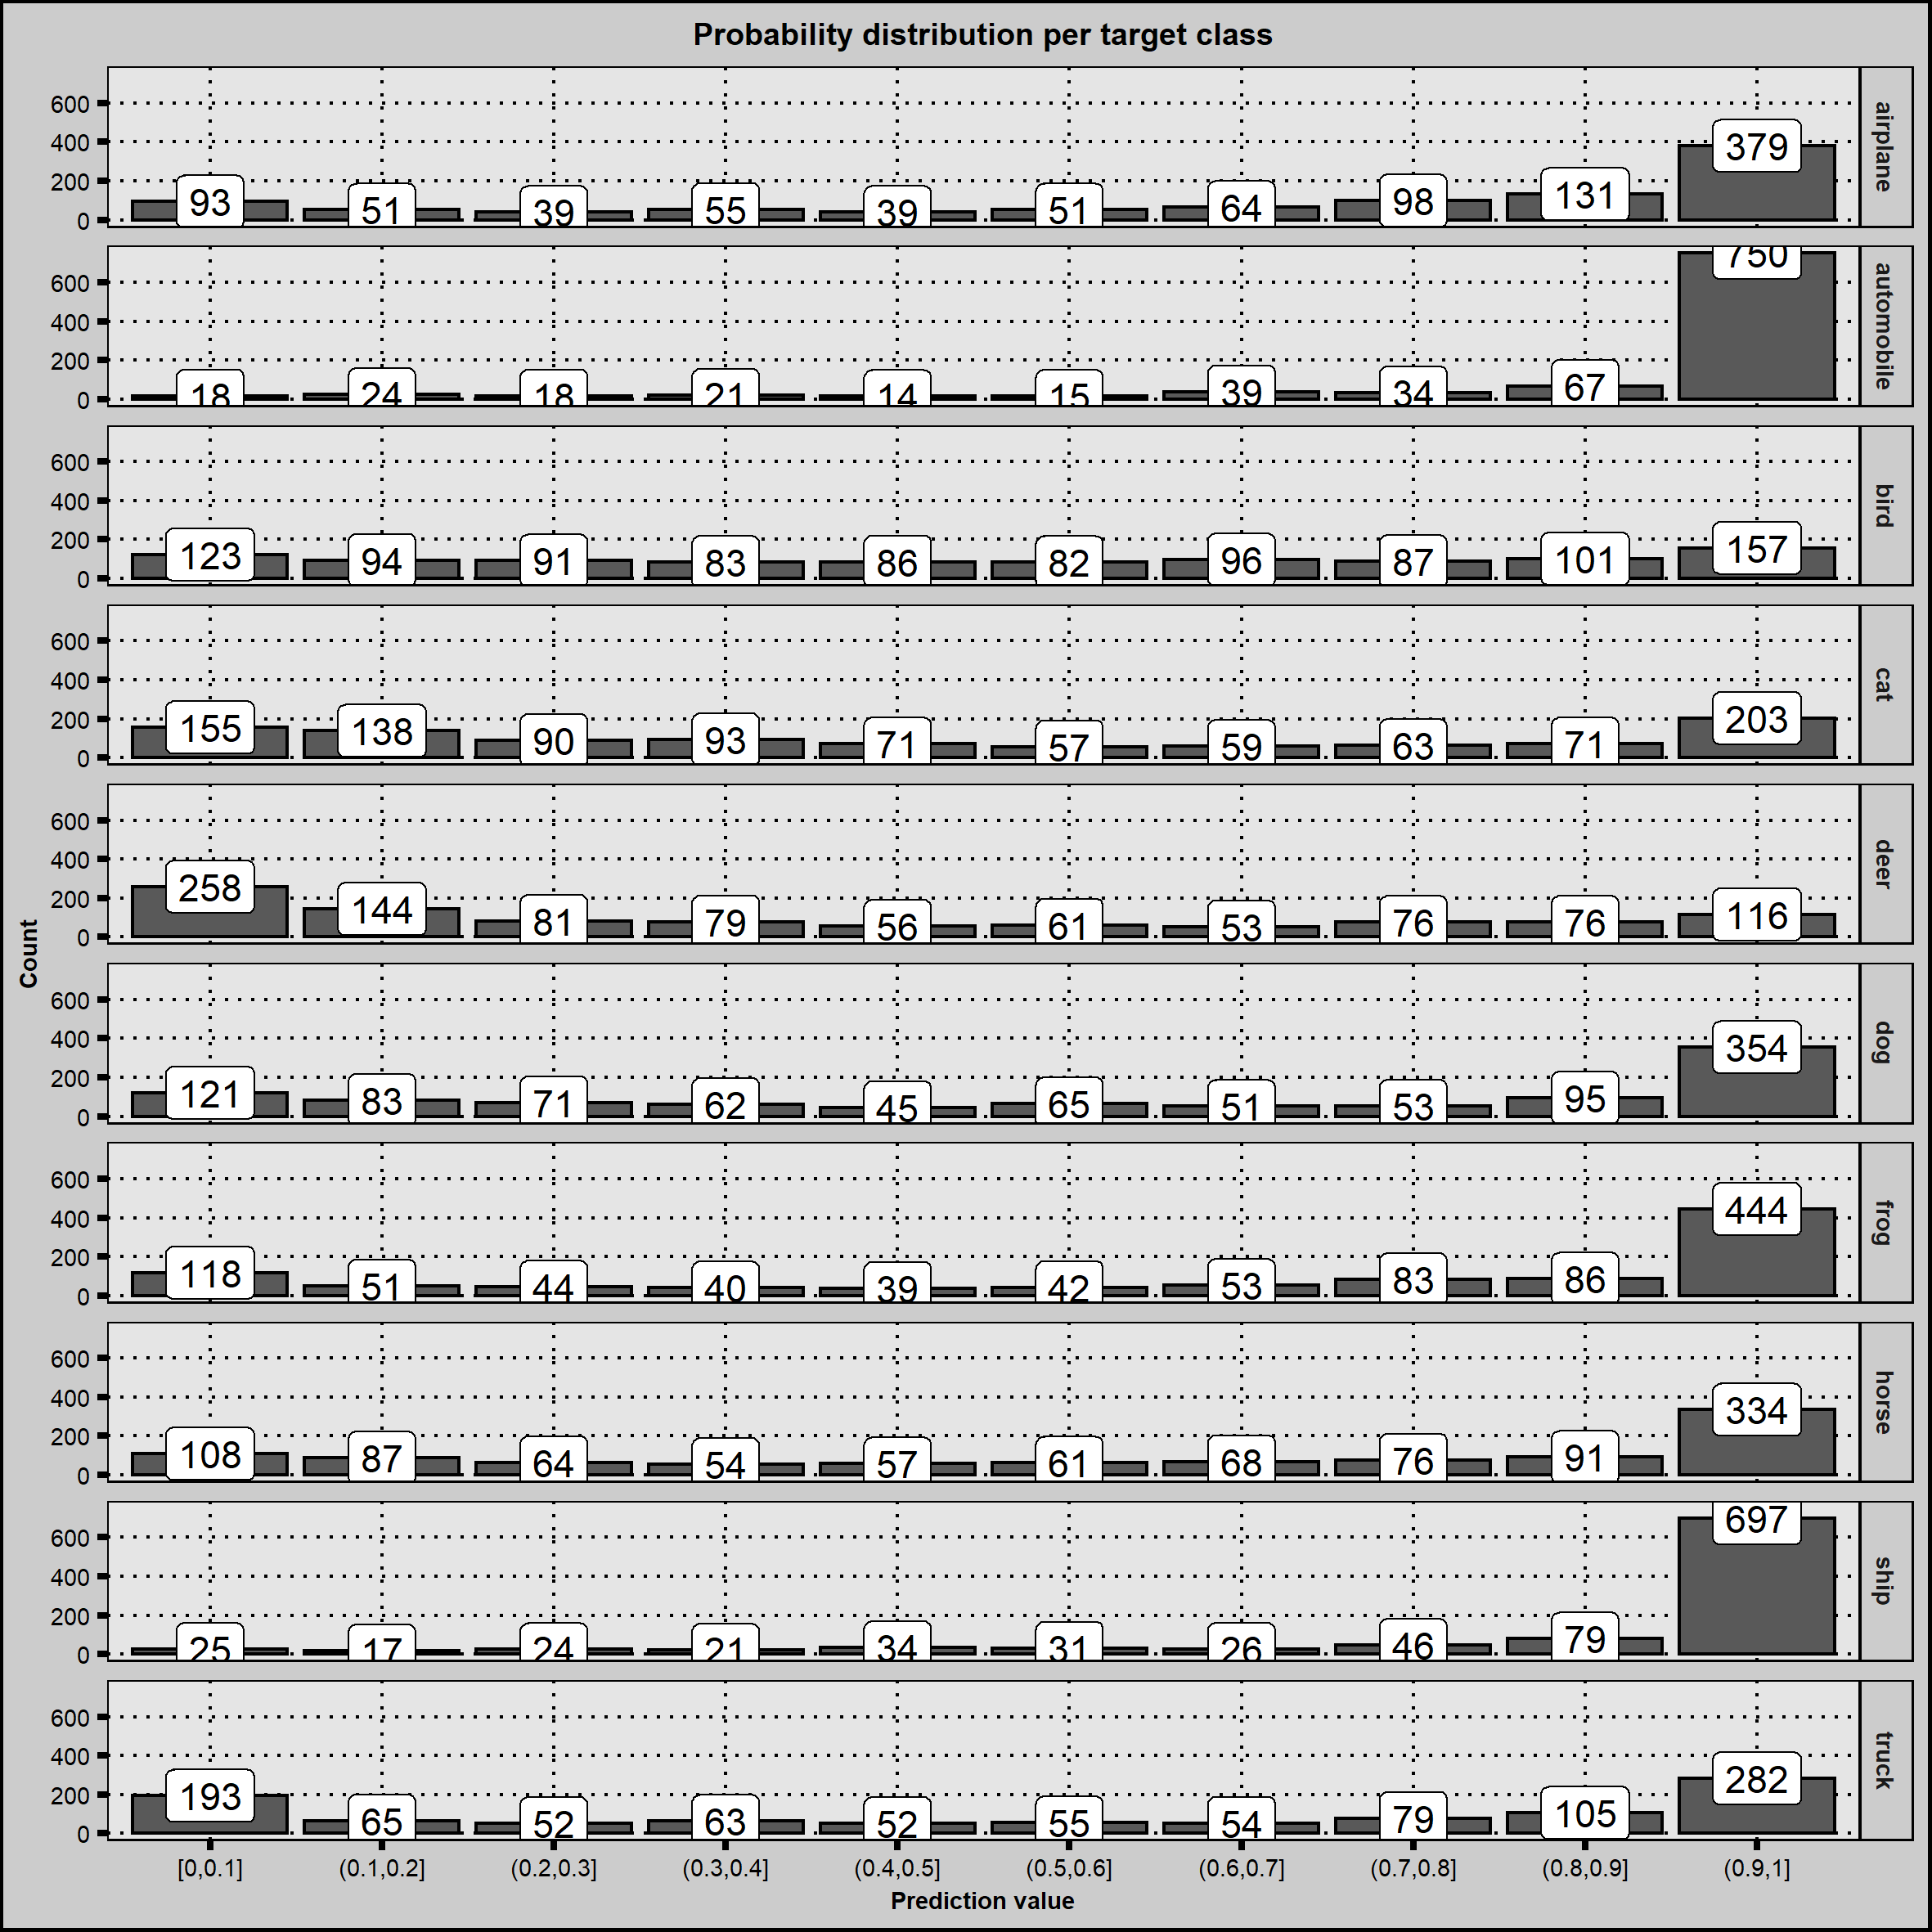 Probability distribution per target class
Count
600
400
200
0
93 51 39 55 39 51 64 98 131 379
airplane
600
400
200
0
18 24 18 21 14 15 39 34 67 750
automobile
600
400
200
0
123 94 91 83 86 82 96 87 101 157
bird
600
400
200
0
155 138 90 93 71 57 59 63 71 203
cat
600
400
200
0
258 144 81 79 56 61 53 76 76 116
deer
600
400
200
0
121 83 71 62 45 65 51 53 95 354
dog
600
400
200
0
118 51 44 40 39 42 53 83 86 444
frog
600
400
200
0
108 87 64 54 57 61 68 76 91 334
horse
600
400
200
0
25 17 24 21 34 31 26 46 79 697
ship
600
400
200
0
193 65 52 63 52 55 54 79 105 282
truck
[0,0.1] (0.1,0.2] (0.2,0.3] (0.3,0.4] (0.4,0.5] (0.5,0.6] (0.6,0.7] (0.7,0.8] (0.8,0.9] (0.9,1]
Prediction value